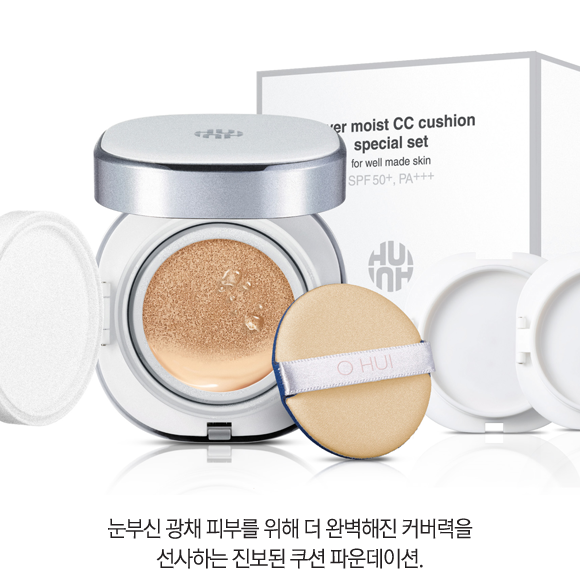 ver moist CC cushion
special set
for well made skin
SPF 50+, PA+++
HUI
HUI
O HUI
눈부신 광채 피부를 위해 더 완벽해진 커버력을
선사하는 진보된 쿠션 파운데이션.